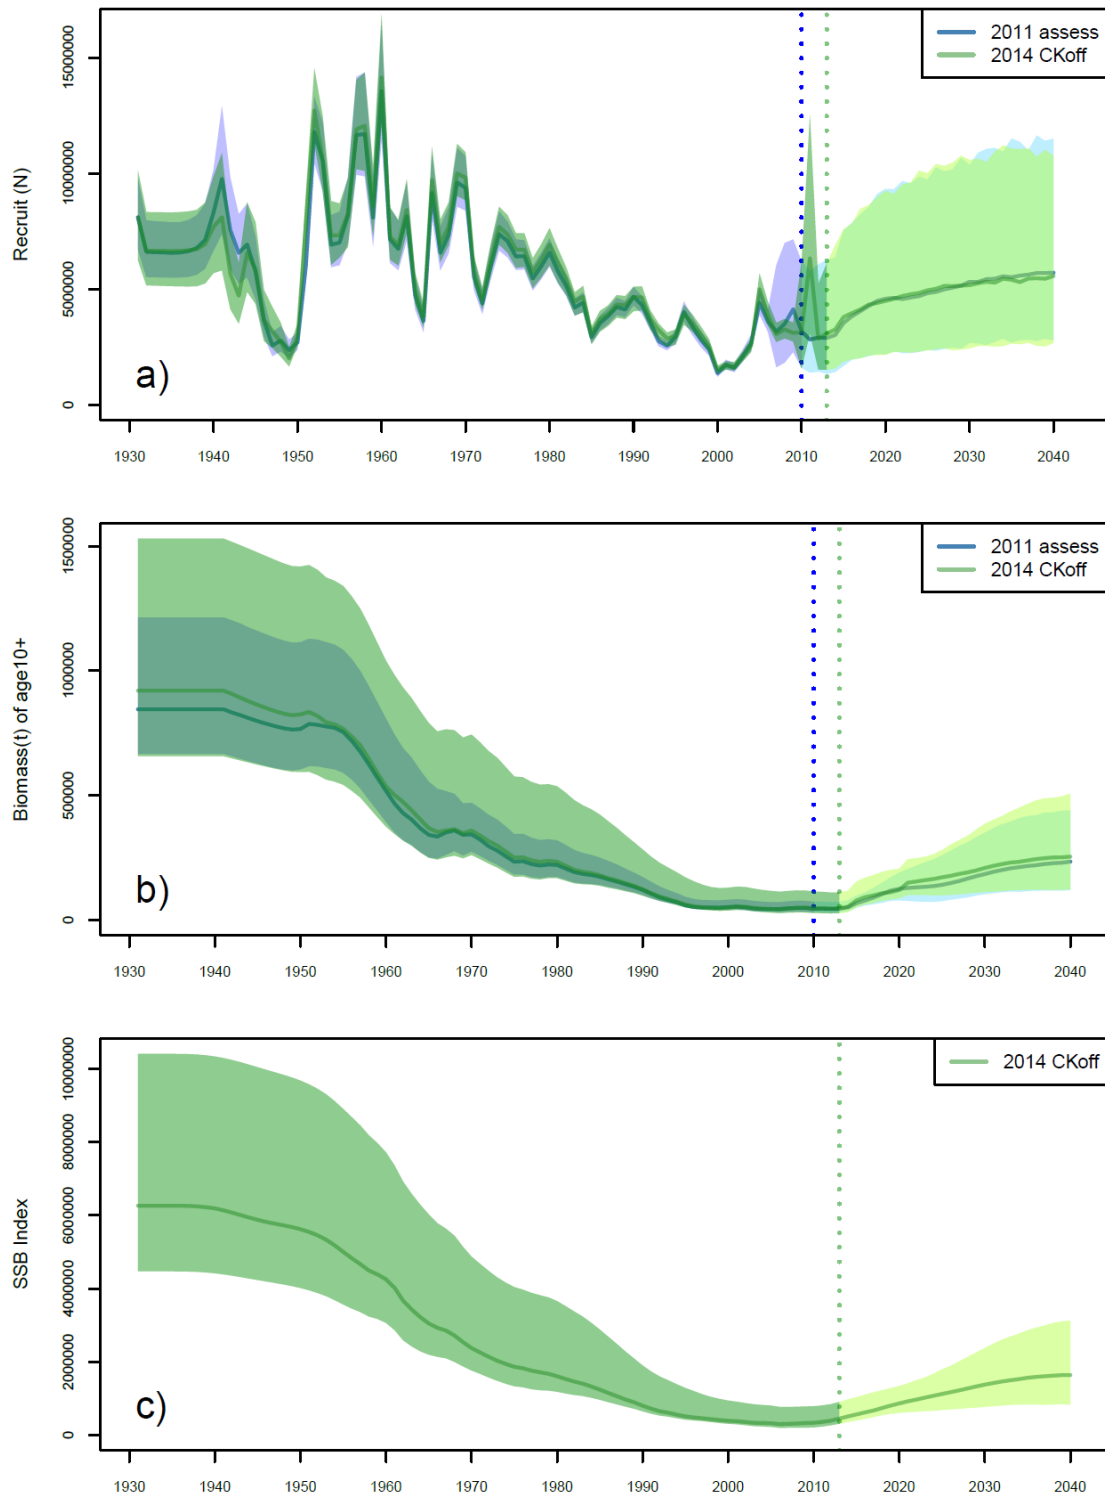 2011 assess
2014 CKoff
Recruit (N)
15000000
10000000
5000000
0
a)
1930 1940 1950 1960 1970 1980 1990 2000 2010 2020 2030 2040
2011 assess
2014 CKoff
Biomass(t) of age10+
1500000
1000000
500000
0
b)
1930 1940 1950 1960 1970 1980 1990 2000 2010 2020 2030 2040
2014 CKoff
SSB Index
10000000
8000000
6000000
4000000
2000000
0
c)
1930 1940 1950 1960 1970 1980 1990 2000 2010 2020 2030 2040